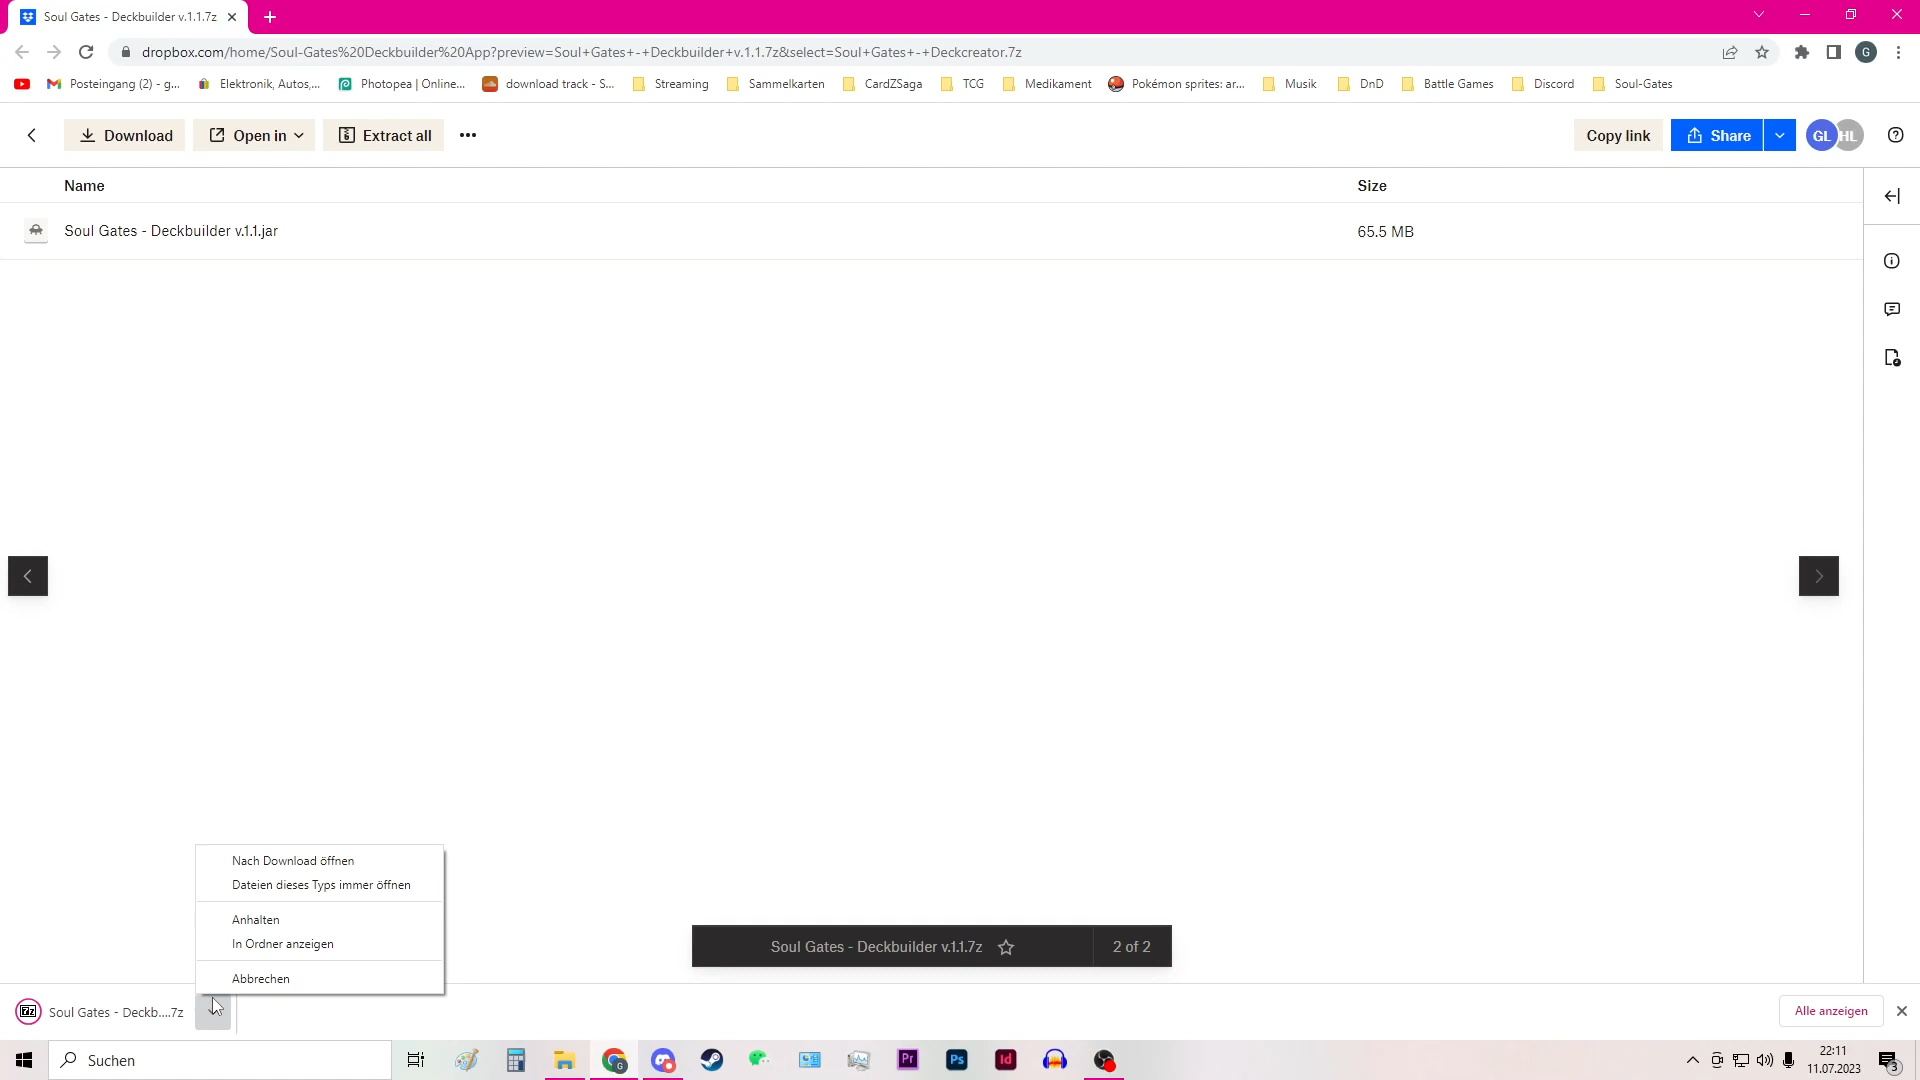 Soul Gates - Deckbuilder v.1.1.7z
dropbox.com/home/Soul-Gates%20Deckbuilder%20App?preview=Soul+Gates+-+Deckbuilder+v.1.1.7z&select=Soul+Gates+-+Deckcreator.7z
G
Posteingang (2) - g... Elektronik, Autos,... Photopea | Online... download track - S... Streaming Sammelkarten CardZSaga TCG Medikament Pokémon sprites: ar... Musik DnD Battle Games Discord Soul-Gates
Download Open in Extract all ••• Copy link Share GL HL
Name Size
Soul Gates - Deckbuilder v.1.1.jar 65.5 MB
Nach Download öffnen
Dateien dieses Typs immer öffnen
Anhalten
In Ordner anzeigen
Abbrechen
Soul Gates - Deckbuilder v.1.1.7z 2 of 2
7z Soul Gates - Deckb....7z Alle anzeigen
Suchen G Pr Ps Id 22:11
11.07.2023 3